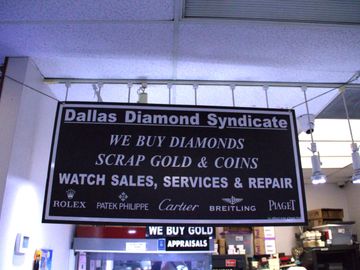 Dallas Diamond Syndicate
WE BUY DIAMONDS
SCRAP GOLD & COINS
WATCH SALES, SERVICES & REPAIR
ROLEX PATEK PHILIPPE Cartier BREITLING PIAGET
WE BUY GOLD
APPRAISALS